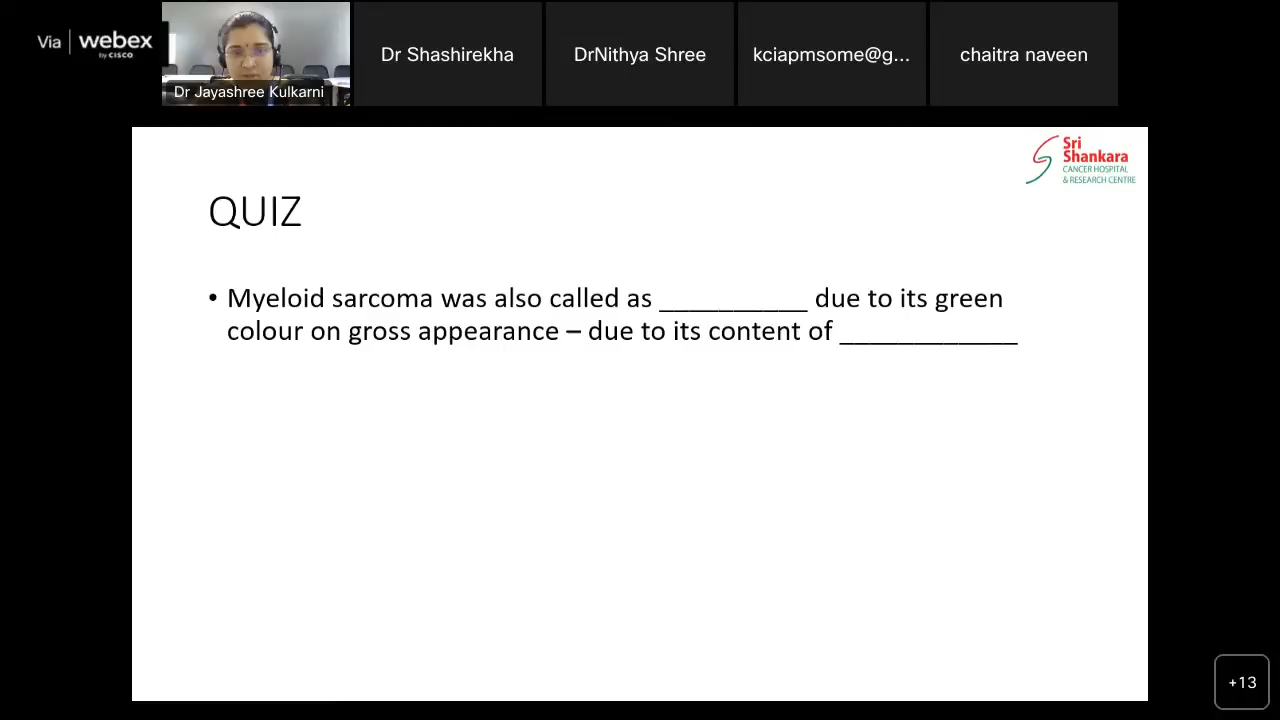 Via | webex
by CISCO
Dr Jayashree Kulkarni
Dr Shashirekha
DrNithya Shree
kciapmsome@g...
chaitra naveen
Sri
Shankara
CANCER HOSPITAL
& RESEARCH CENTRE
QUIZ
• Myeloid sarcoma was also called as __________ due to its green
colour on gross appearance – due to its content of ____________
+13